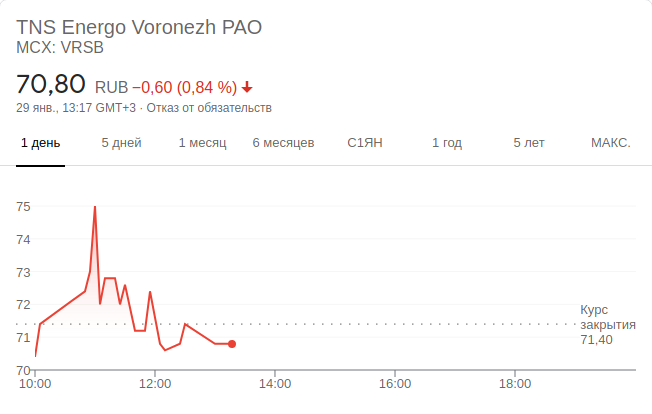 TNS Energo Voronezh PAO
MCX: VRSB
70,80 RUB −0,60 (0,84 %)
29 янв., 13:17 GMT+3 · Отказ от обязательств
1 день 5 дней 1 месяц 6 месяцев С1ЯН 1 год 5 лет МАКС.
75
74
73
72
71
70
Курс
закрытия
71,40
10:00 12:00 14:00 16:00 18:00